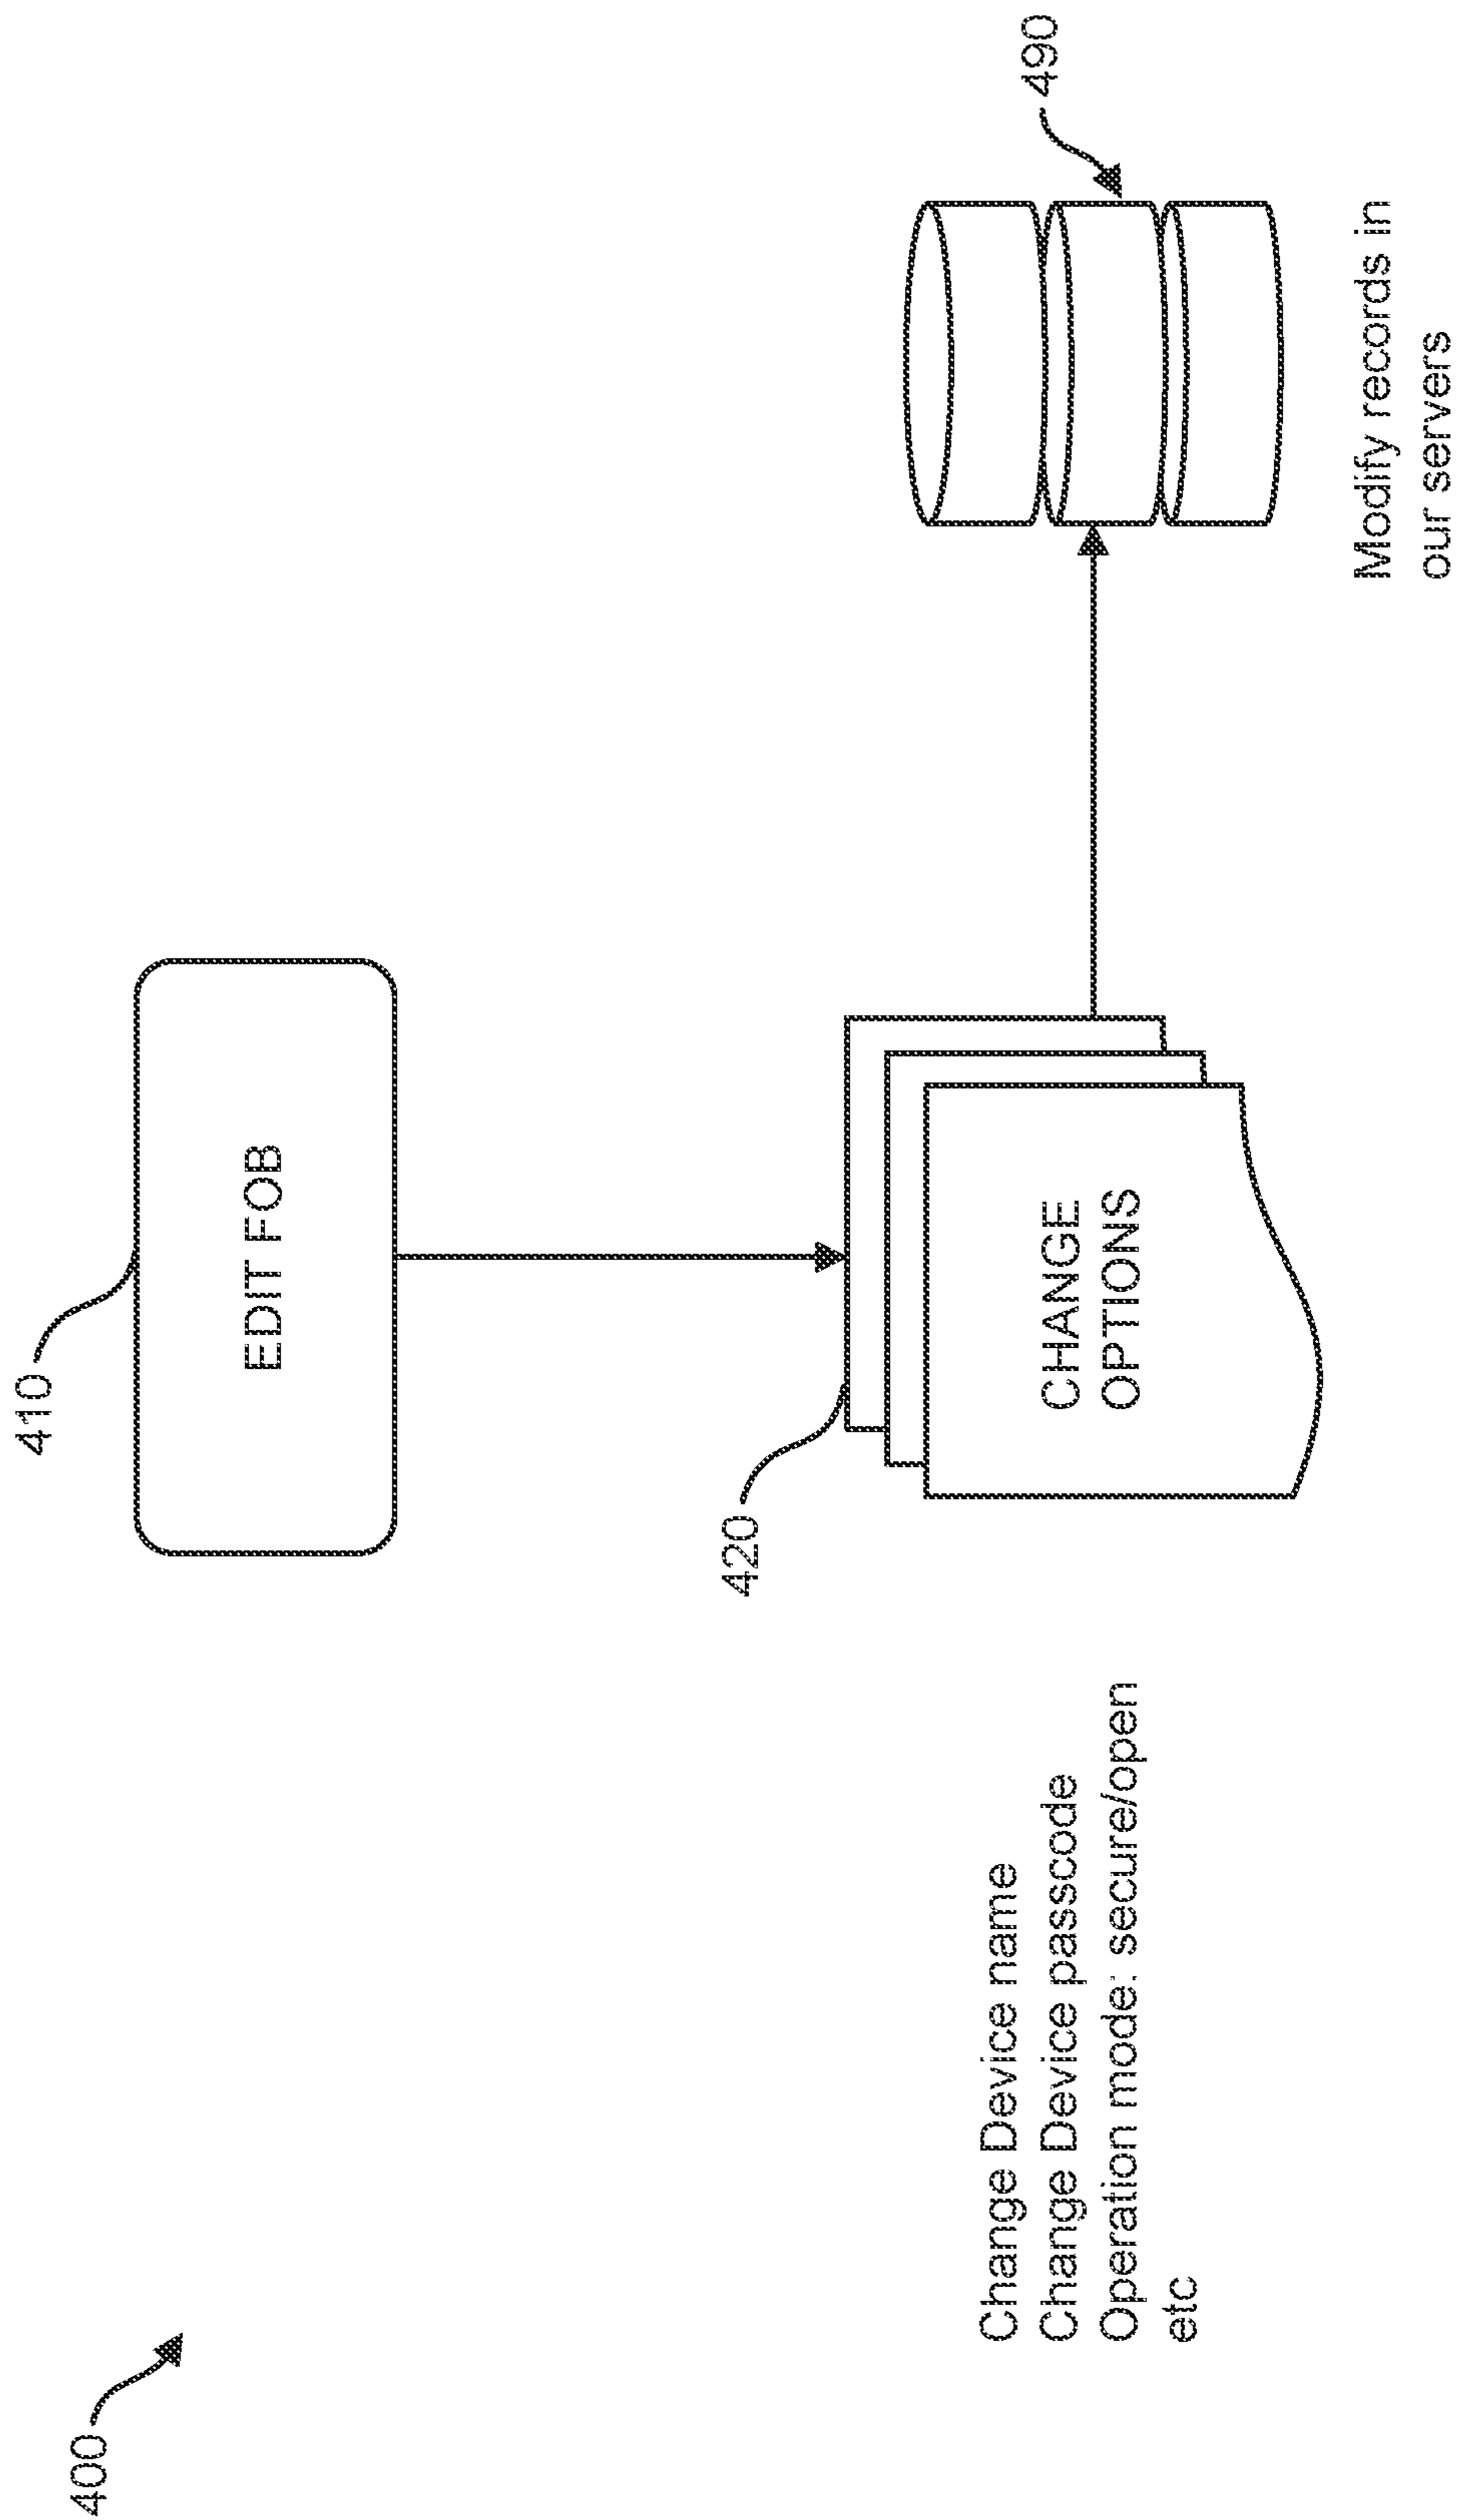 400
410
EDIT FOB
420
CHANGE
OPTIONS
Change Device name
Change Device passcode
Operation mode: secure/open
etc
490
Modify records in
our servers